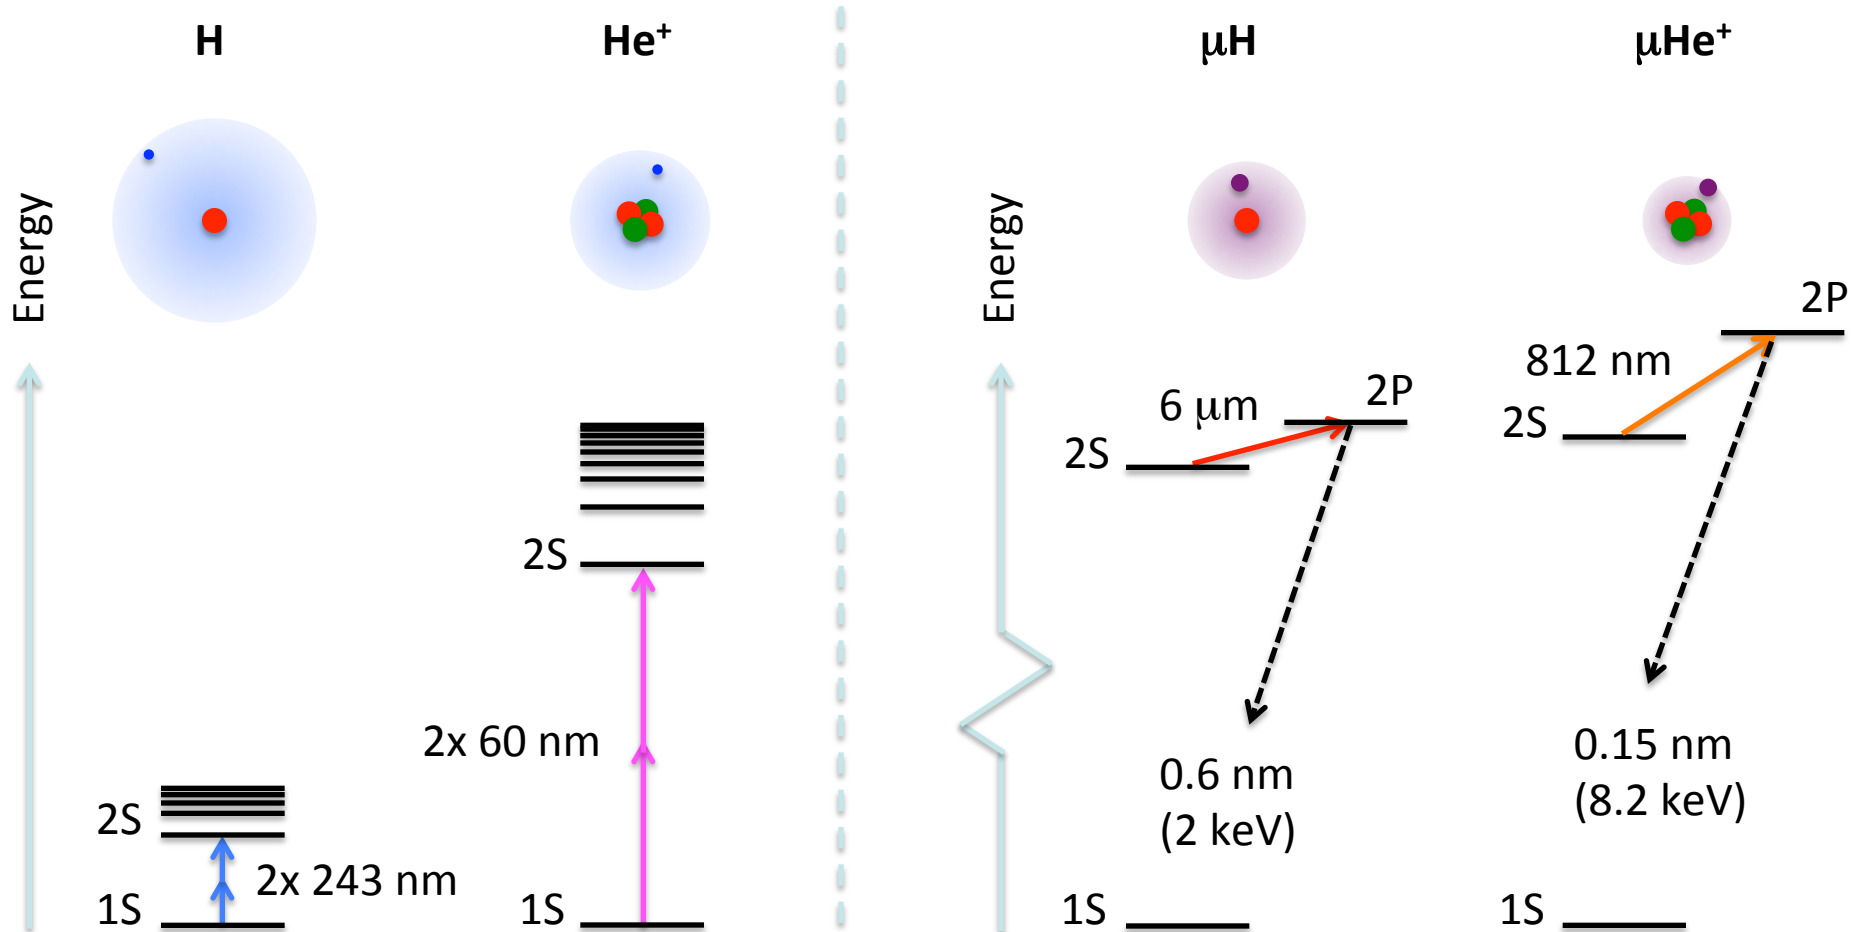 H
He⁺
μH
μHe⁺
Energy
Energy
2P
812 nm
2P
6 μm
2S
2S
2S
2x 60 nm
0.15 nm
(8.2 keV)
0.6 nm
(2 keV)
2S
2x 243 nm
1S
1S
1S
1S